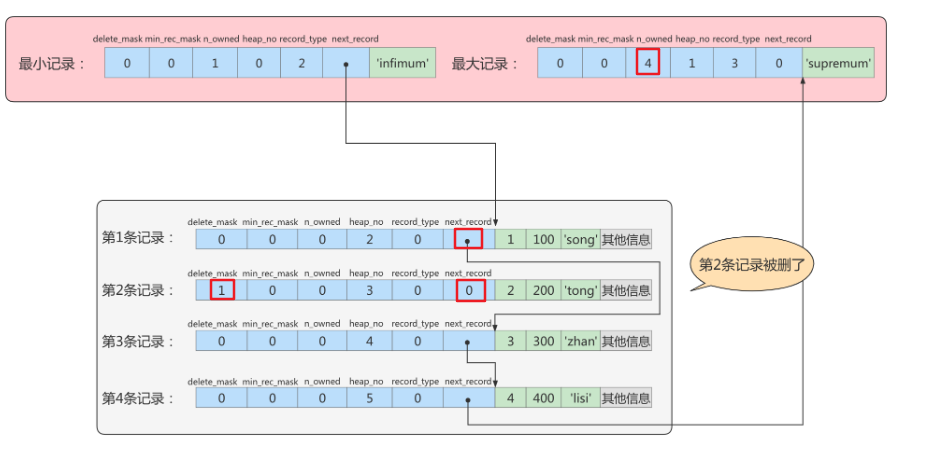 delete_mask min_rec_mask n_owned heap_no record_type next_record
最小记录： 0 0 1 0 2 'infimum'
delete_mask min_rec_mask n_owned heap_no record_type next_record
最大记录： 0 0 4 1 3 0 'supremum'
delete_mask min_rec_mask n_owned heap_no record_type next_record
第1条记录： 0 0 0 2 0 1 100 'song' 其他信息
delete_mask min_rec_mask n_owned heap_no record_type next_record
第2条记录： 1 0 0 3 0 0 2 200 'tong' 其他信息
第2条记录被删了
delete_mask min_rec_mask n_owned heap_no record_type next_record
第3条记录： 0 0 0 4 0 3 300 'zhan' 其他信息
delete_mask min_rec_mask n_owned heap_no record_type next_record
第4条记录： 0 0 0 5 0 4 400 'lisi' 其他信息